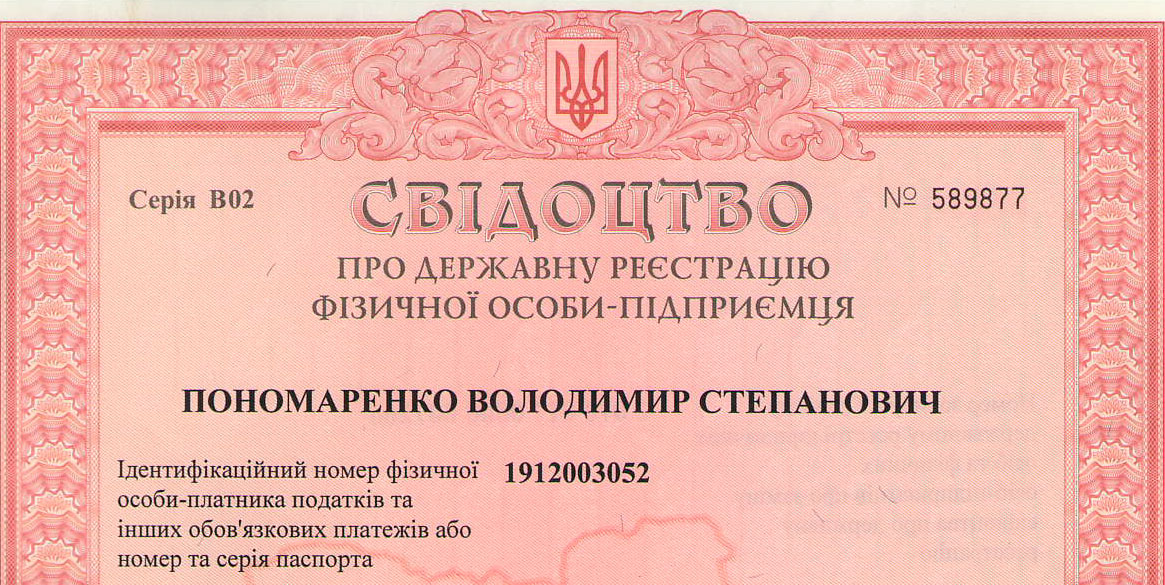 Серія В02
СВІДОЦТВО
№ 589877
ПРО ДЕРЖАВНУ РЕЄСТРАЦІЮ
ФІЗИЧНОЇ ОСОБИ-ПІДПРИЄМЦЯ
ПОНОМАРЕНКО ВОЛОДИМИР СТЕПАНОВИЧ
Ідентифікаційний номер фізичної 1912003052
особи-платника податків та
інших обов'язкових платежів або
номер та серія паспорта